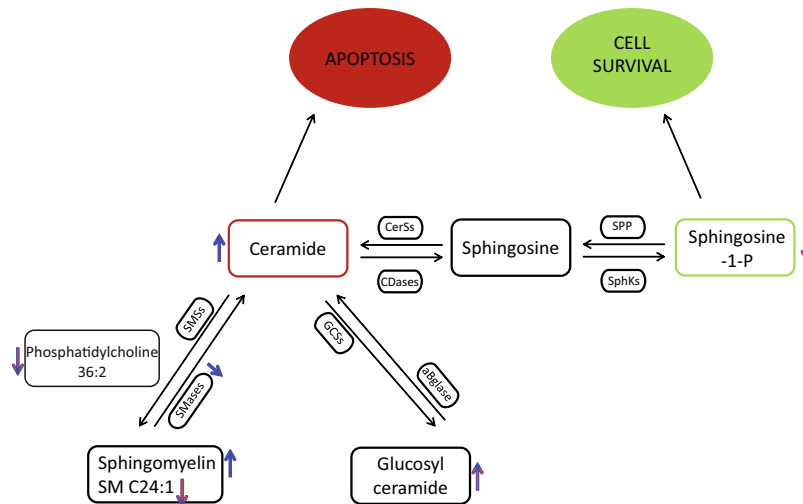 APOPTOSIS
CELL
SURVIVAL
Ceramide
CerSs
CDases
Sphingosine
SPP
SphKs
Sphingosine
-1-P
SMSs
SMases
GCSs
aBglase
Phosphatidylcholine
36:2
Sphingomyelin
SM C24:1
Glucosyl
ceramide